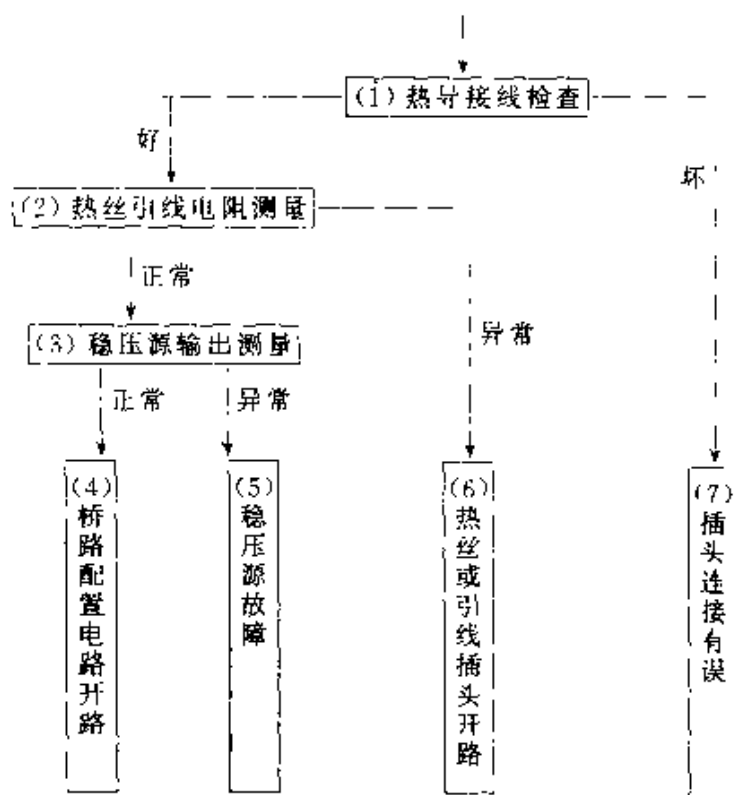 (1)热导接线检查
好
坏
(2)热丝引线电阻测量
正常
异常
(3)稳压源输出测量
正常
异常
(4)桥路配置电路开路
(5)稳压源故障
(6)热丝或引线插头开路
(7)插头连接有误